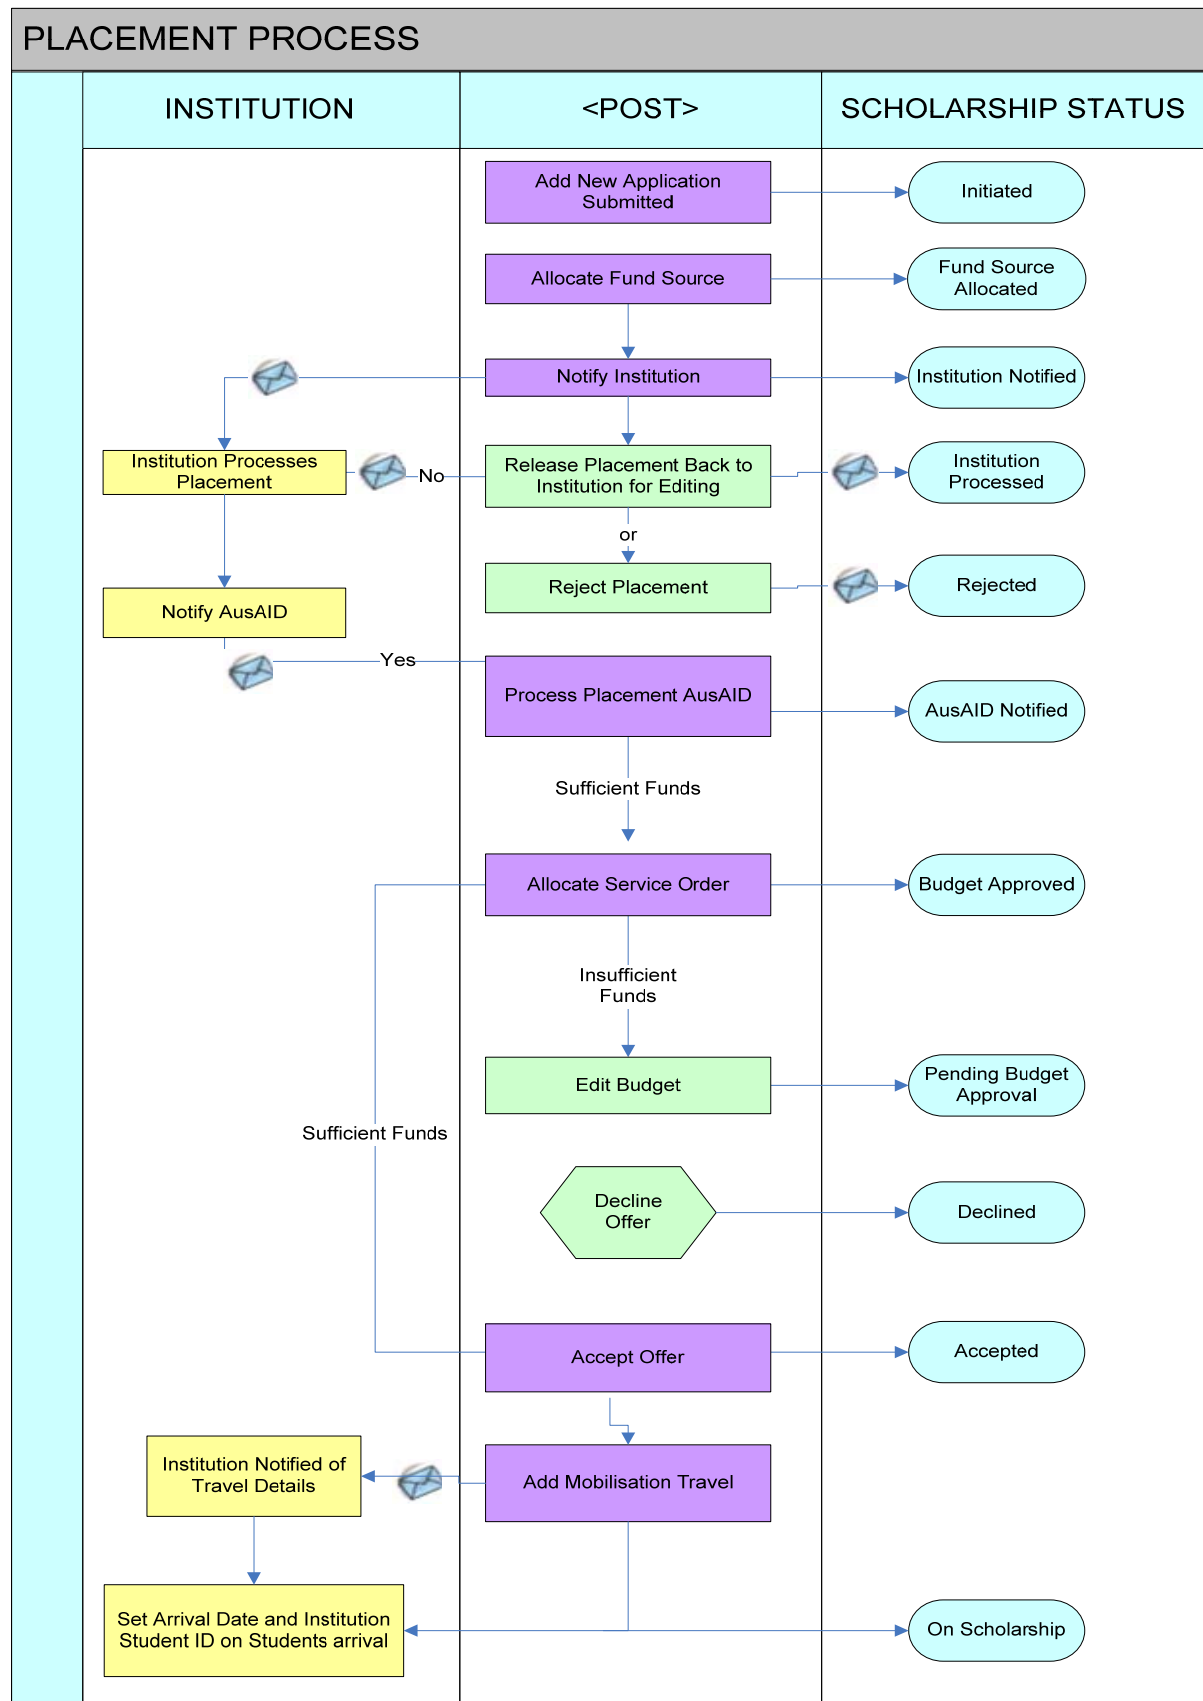 PLACEMENT PROCESS
INSTITUTION
<POST>
SCHOLARSHIP STATUS
Add New Application
Submitted
Initiated
Allocate Fund Source
Fund Source
Allocated
Notify Institution
Institution Notified
Institution Processes
Placement
No
Release Placement Back to
Institution for Editing
Institution
Processed
or
Reject Placement
Rejected
Notify AusAID
Yes
Process Placement AusAID
AusAID Notified
Sufficient Funds
Allocate Service Order
Budget Approved
Insufficient
Funds
Edit Budget
Pending Budget
Approval
Sufficient Funds
Decline
Offer
Declined
Accept Offer
Accepted
Institution Notified of
Travel Details
Add Mobilisation Travel
Set Arrival Date and Institution
Student ID on Students arrival
On Scholarship